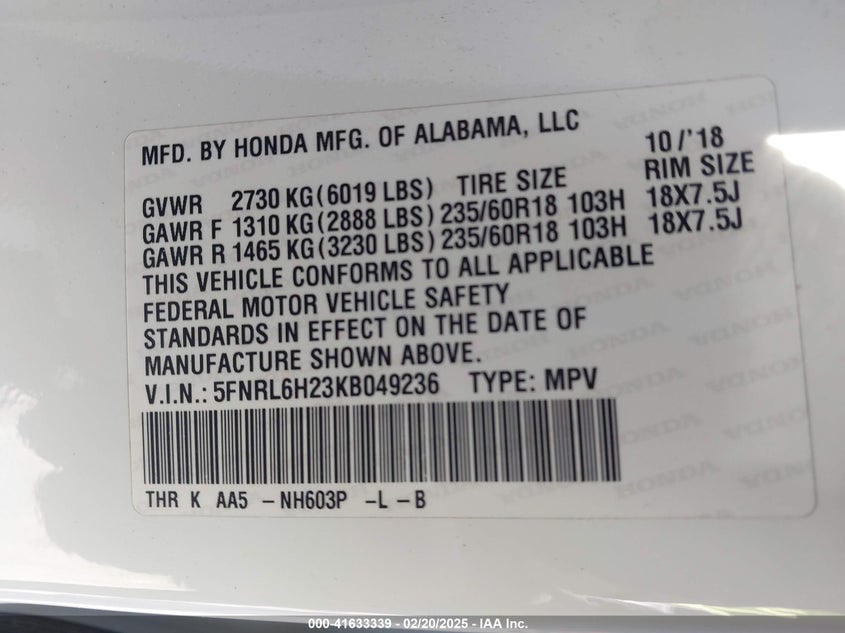 MFD. BY HONDA MFG. OF ALABAMA, LLC 10/'18
GVWR 2730 KG (6019 LBS) TIRE SIZE RIM SIZE
GAWR F 1310 KG (2888 LBS) 235/60R18 103H 18X7.5J
GAWR R 1465 KG (3230 LBS) 235/60R18 103H 18X7.5J
THIS VEHICLE CONFORMS TO ALL APPLICABLE
FEDERAL MOTOR VEHICLE SAFETY
STANDARDS IN EFFECT ON THE DATE OF
MANUFACTURE SHOWN ABOVE.
V.I.N.: 5FNRL6H23KB049236 TYPE: MPV
THR K AA5 – NH603P –L –B
000-41633339 - 02/20/2025 - IAA Inc.